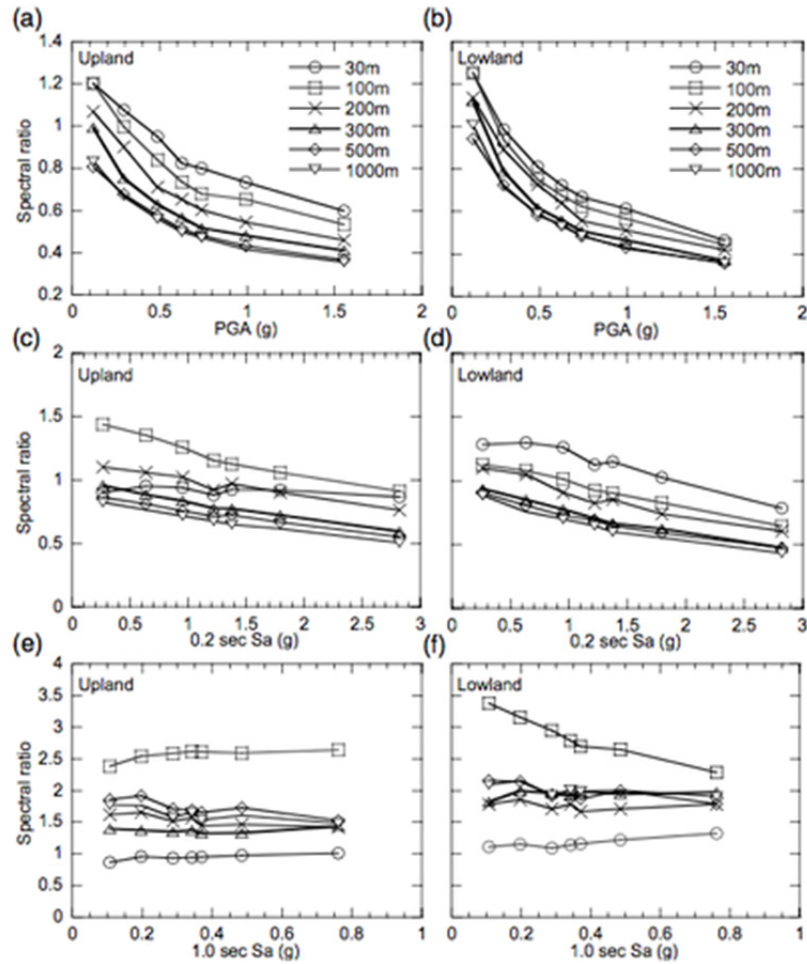 (a)
Upland
30m
100m
200m
300m
500m
1000m
Spectral ratio
1.4
1.2
1
0.8
0.6
0.4
0.2
0 0.5 1 1.5 2
PGA (g)
(b)
Lowland
30m
100m
200m
300m
500m
1000m
0 0.5 1 1.5 2
PGA (g)
(c)
Upland
Spectral ratio
2
1.5
1
0.5
0
0 0.5 1 1.5 2 2.5 3
0.2 sec Sa (g)
(d)
Lowland
0 0.5 1 1.5 2 2.5 3
0.2 sec Sa (g)
(e)
Upland
Spectral ratio
4
3.5
3
2.5
2
1.5
1
0.5
0
0 0.2 0.4 0.6 0.8 1
1.0 sec Sa (g)
(f)
Lowland
0 0.2 0.4 0.6 0.8 1
1.0 sec Sa (g)